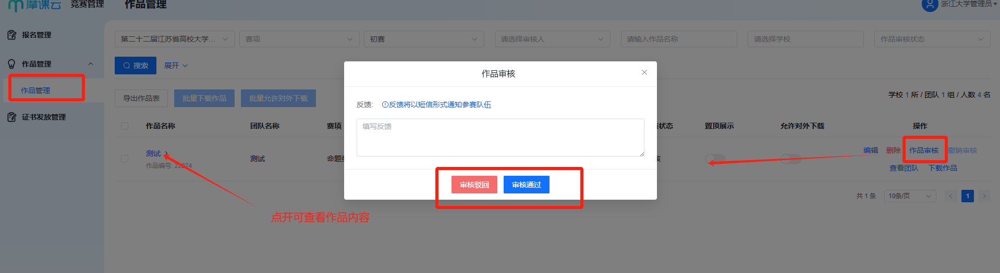 摩课云 竞赛管理 作品管理 浙江大学管理员
报名管理
作品管理
作品管理
证书发放管理
第二十二届江苏省高校大学... 赛项 初赛 请选择审核人 请输入作品名称 请选择学校 作品审核状态
搜索 展开
导出作品表 批量下载作品 批量允许对外下载
学校 1 所 / 团队 1 组 / 人数 4 名
作品名称 团队名称 赛项 状态 置顶展示 允许对外下载 操作
测试 >
作品编号: 22274
测试 命题类
编辑 删除 作品审核 撤销审核
查看团队 下载作品
共 1 条 10条/页 < 1 >
作品审核
反馈: 反馈将以短信形式通知参赛队伍
填写反馈
审核驳回 审核通过
点开可查看作品内容